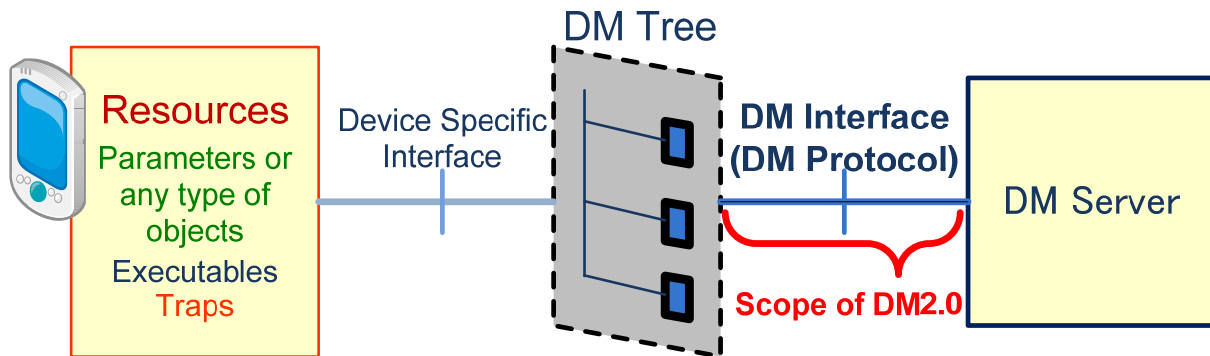 DM Tree
Resources
Parameters or
any type of
objects
Executables
Traps
Device Specific
Interface
DM Interface
(DM Protocol)
Scope of DM2.0
DM Server